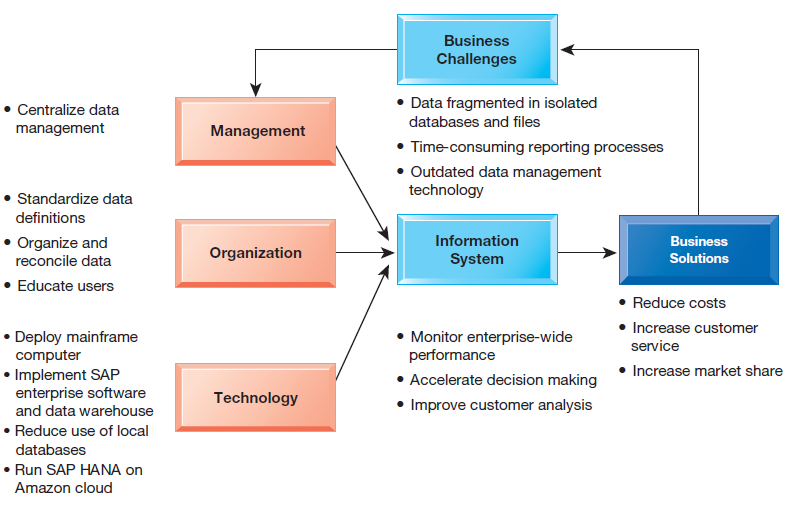 Business
Challenges
• Data fragmented in isolated
databases and files
• Time-consuming reporting processes
• Outdated data management
technology
• Centralize data
management
Management
• Standardize data
definitions
• Organize and
reconcile data
• Educate users
Organization
Information
System
Business
Solutions
• Monitor enterprise-wide
performance
• Accelerate decision making
• Improve customer analysis
• Reduce costs
• Increase customer
service
• Increase market share
• Deploy mainframe
computer
• Implement SAP
enterprise software
and data warehouse
• Reduce use of local
databases
• Run SAP HANA on
Amazon cloud
Technology